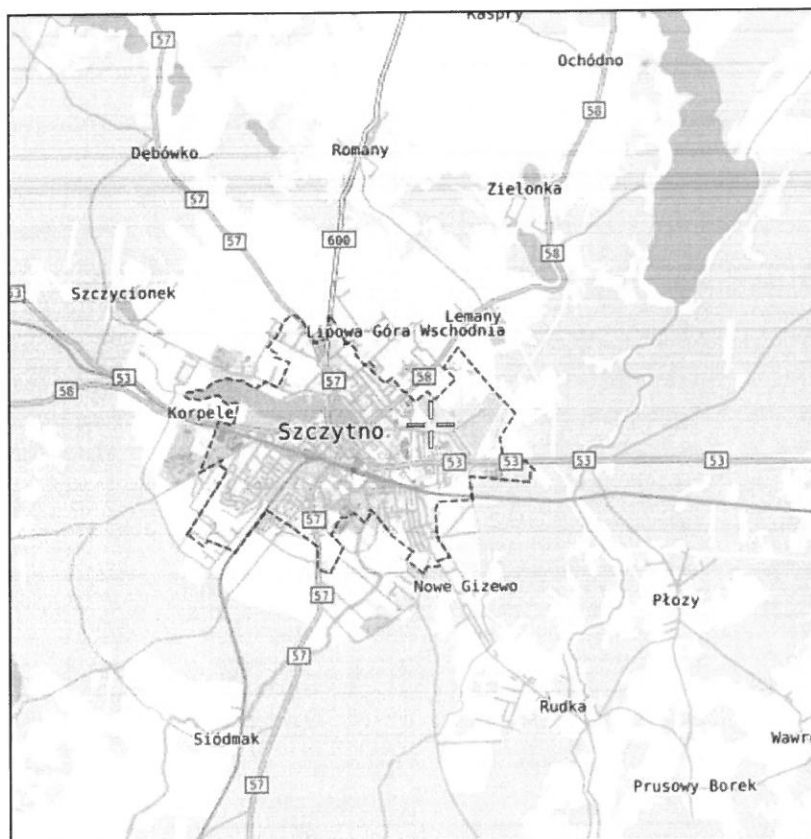 Kaspry
57
Ochódno
58
Dębówko
Romany
Zielonka
57
57
600
58
Szczycionek
53
Lemany
Lipowa Góra Wschodnia
53
57
58
58
Korpele
Szczytno
53
53
53
53
57
Nowe Gizewo
57
Płozy
57
Rudka
Siódmak
Wawro
57
Prusowy Borek